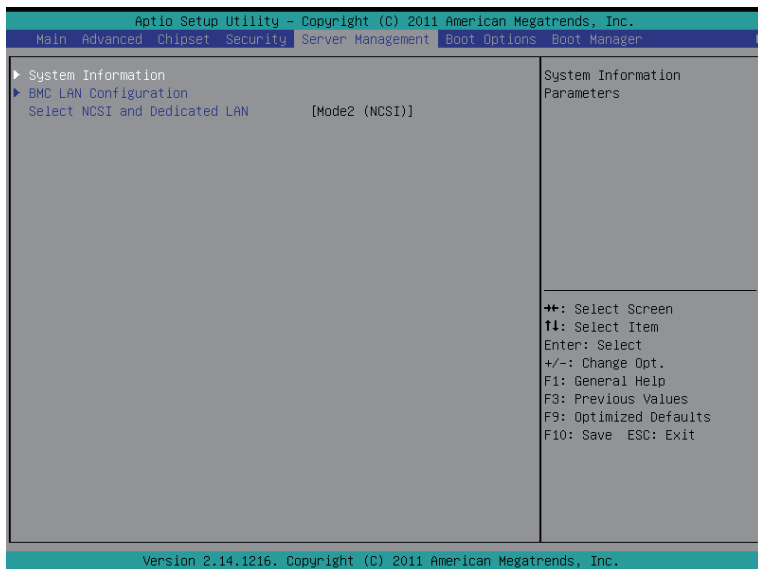 Aptio Setup Utility – Copyright (C) 2011 American Megatrends, Inc.
Main Advanced Chipset Security Server Management Boot Options Boot Manager
▶ System Information
▶ BMC LAN Configuration
Select NCSI and Dedicated LAN [Mode2 (NCSI)]
System Information
Parameters
→←: Select Screen
↑↓: Select Item
Enter: Select
+/-: Change Opt.
F1: General Help
F3: Previous Values
F9: Optimized Defaults
F10: Save ESC: Exit
Version 2.14.1216. Copyright (C) 2011 American Megatrends, Inc.